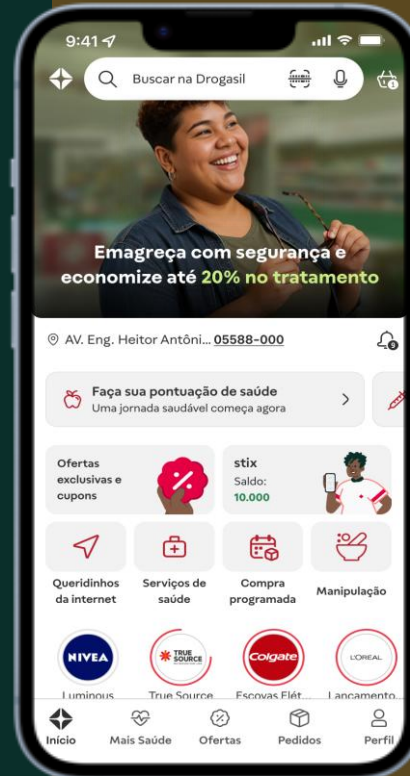 9:41
Buscar na Drogasil
Emagreça com segurança e
economize até 20% no tratamento
AV. Eng. Heitor Antôni... 05588-000
Faça sua pontuação de saúde
Uma jornada saudável começa agora
Ofertas
exclusivas e
cupons
stix
Saldo:
10.000
Queridinhos
da internet
Serviços de
saúde
Compra
programada
Manipulação
NIVEA
TRUE
SOURCE
Colgate
L'ORÉAL
Luminous
True Source
Escovas Elét...
Lançamento
Início
Mais Saúde
Ofertas
Pedidos
Perfil